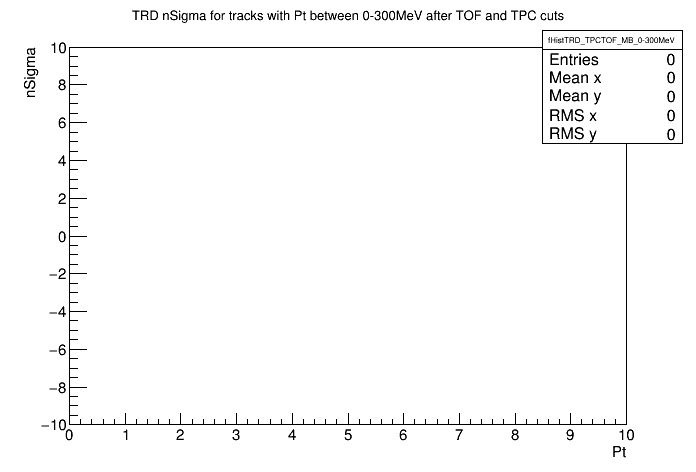 TRD nSigma for tracks with Pt between 0-300MeV after TOF and TPC cuts
fHistTRD_TPCTOF_MB_0-300MeV
Entries 0
Mean x 0
Mean y 0
RMS x 0
RMS y 0
nSigma
10
8
6
4
2
0
−2
−4
−6
−8
−10
0 1 2 3 4 5 6 7 8 9 10
Pt